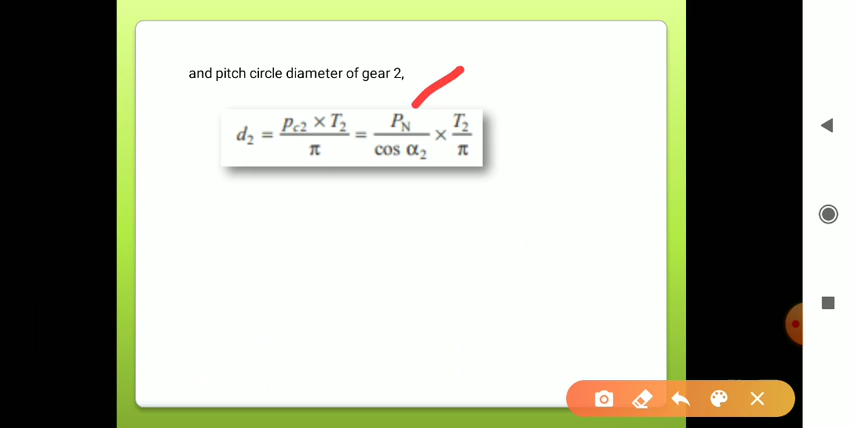 and pitch circle diameter of gear 2,
d₂ = p_c2 × T₂ / π = P_N / cos α₂ × T₂ / π